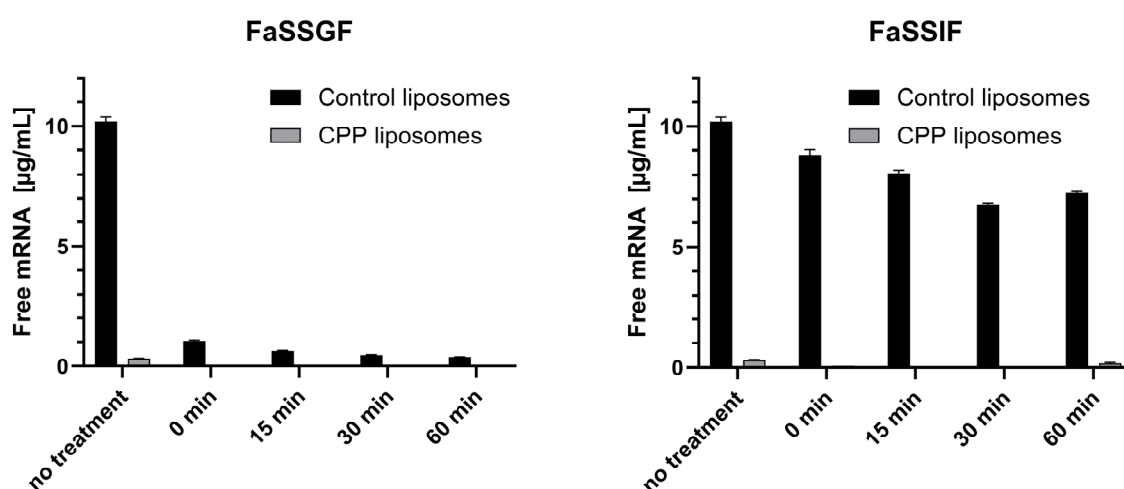 FaSSGF
Free mRNA [µg/mL]
10
5
0
Control liposomes
CPP liposomes
no treatment
0 min
15 min
30 min
60 min
FaSSIF
Free mRNA [µg/mL]
10
5
0
Control liposomes
CPP liposomes
no treatment
0 min
15 min
30 min
60 min